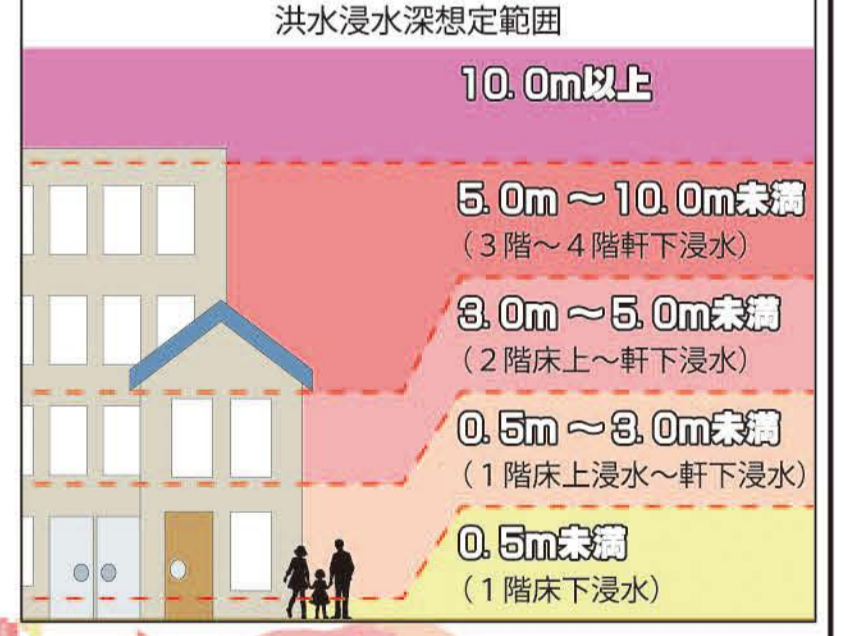 洪水浸水深想定範囲
10.0m以上
5.0m～10.0m未満
（3階～4階軒下浸水）
3.0m～5.0m未満
（2階床上～軒下浸水）
0.5m～3.0m未満
（1階床上浸水～軒下浸水）
0.5m未満
（1階床下浸水）